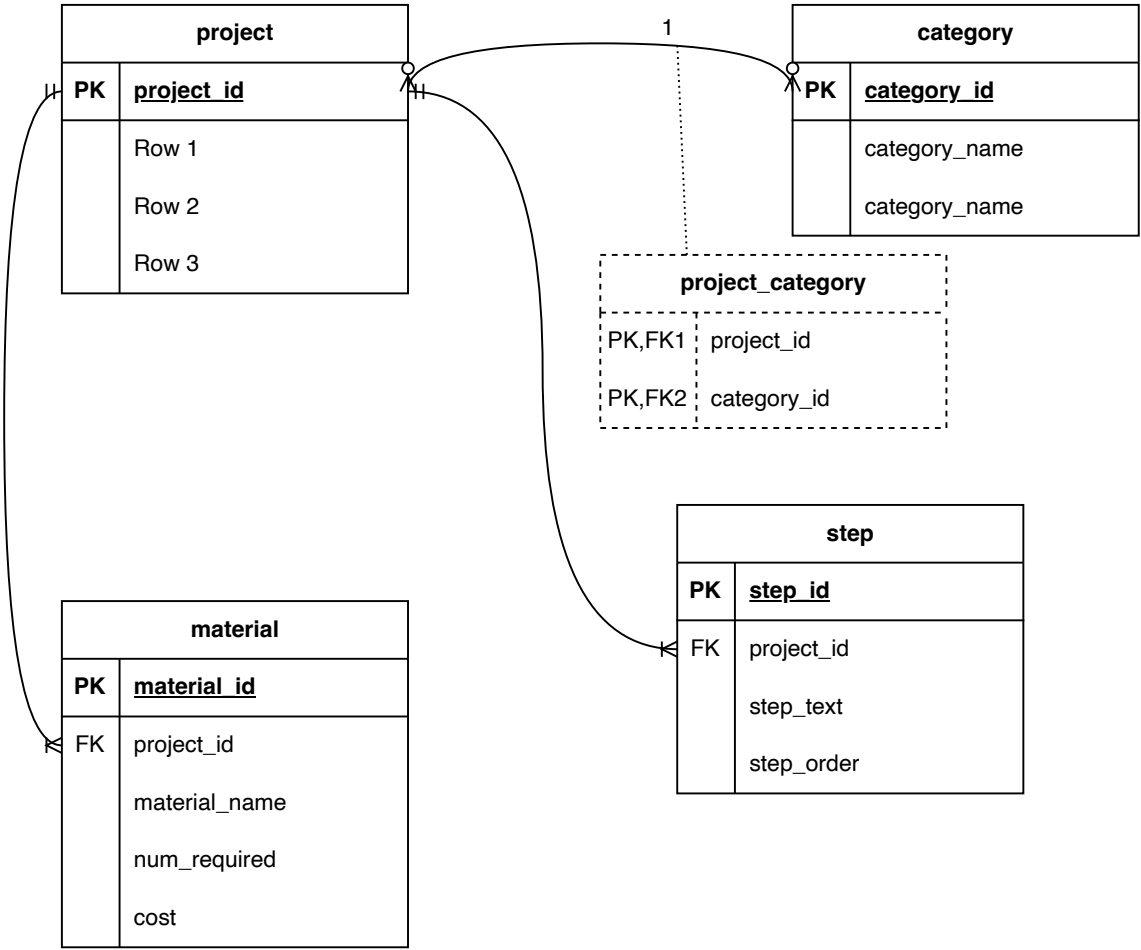 project
PK project_id
Row 1
Row 2
Row 3
1
category
PK category_id
category_name
category_name
project_category
PK,FK1 project_id
PK,FK2 category_id
step
PK step_id
FK project_id
step_text
step_order
material
PK material_id
FK project_id
material_name
num_required
cost